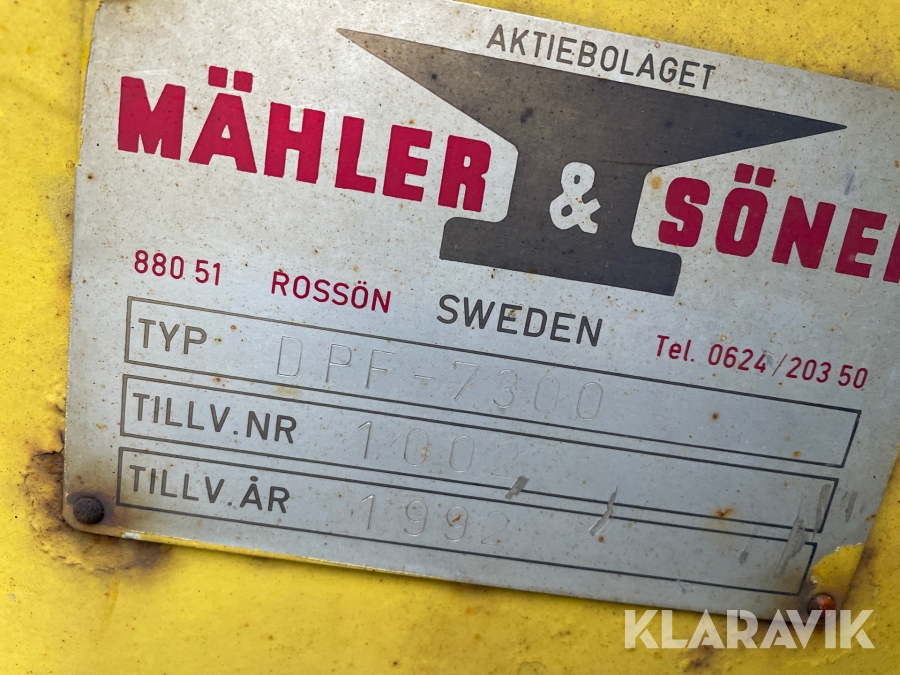 AKTIEBOLAGET
MÄHLER & SÖNER
880 51 ROSSÖN SWEDEN Tel. 0624/203 50
TYP DPF-7300
TILLV.NR 1002
TILLV.ÅR 1992
KLARAVIK